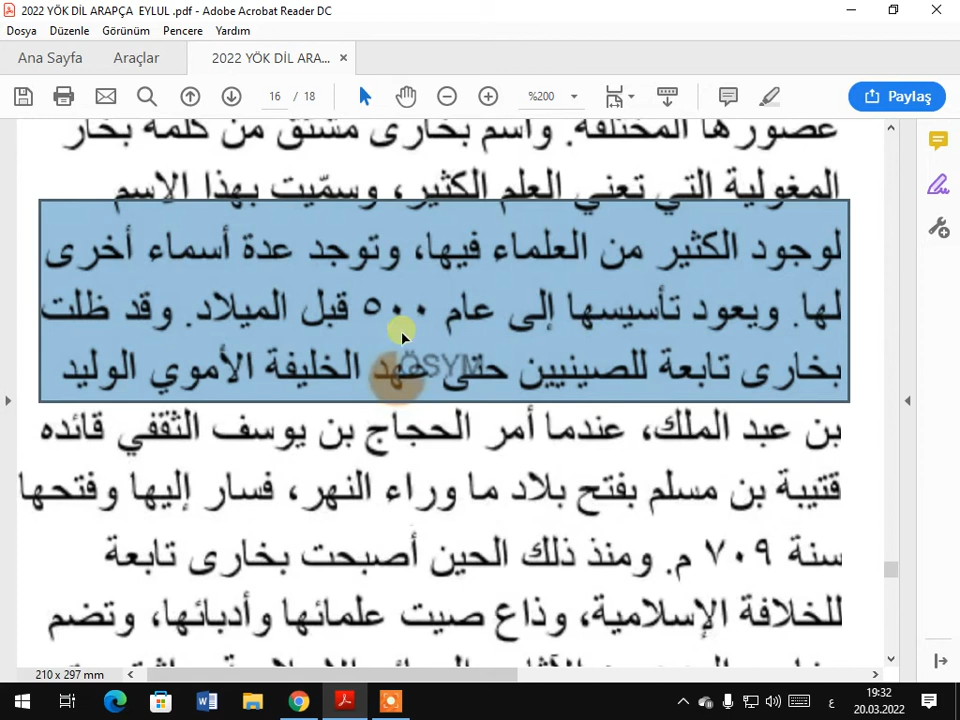 2022 YÖK DİL ARAPÇA EYLUL .pdf - Adobe Acrobat Reader DC
Dosya Düzenle Görünüm Pencere Yardım
Ana Sayfa Araçlar 2022 YÖK DİL ARA... ×
16 / 18 %200 Paylaş
عصورها المختلفة. واسم بخارى مشتق من كلمة بخار
المغولية التي تعني العلم الكثير، وسمّيت بهذا الاسم
لوجود الكثير من العلماء فيها، وتوجد عدة أسماء أخرى
لها. ويعود تأسيسها إلى عام ٥٠٠ قبل الميلاد. وقد ظلت
بخارى تابعة للصينيين حتى عهد الخليفة الأموي الوليد
ÖSYM
بن عبد الملك، عندما أمر الحجاج بن يوسف الثقفي قائده
قتيبة بن مسلم بفتح بلاد ما وراء النهر، فسار إليها وفتحها
سنة ٧٠٩ م. ومنذ ذلك الحين أصبحت بخارى تابعة
للخلافة الإسلامية، وذاع صيت علمائها وأدبائها، وتضم
210 x 297 mm
ع 19:32
20.03.2022